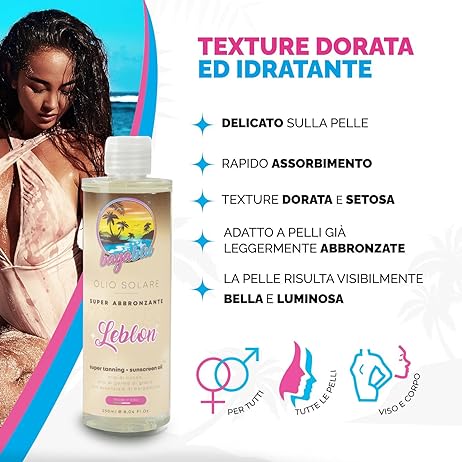 TEXTURE DORATA
ED IDRATANTE
DELICATO SULLA PELLE
RAPIDO ASSORBIMENTO
TEXTURE DORATA E SETOSA
ADATTO A PELLI GIÀ
LEGGERMENTE ABBRONZATE
LA PELLE RISULTA VISIBILMENTE
BELLA E LUMINOSA
OLIO SOLARE
SUPER ABBRONZANTE
Leblon
super tanning • sunscreen oil
PER TUTTI
TUTTE LE PELLI
VISO E CORPO